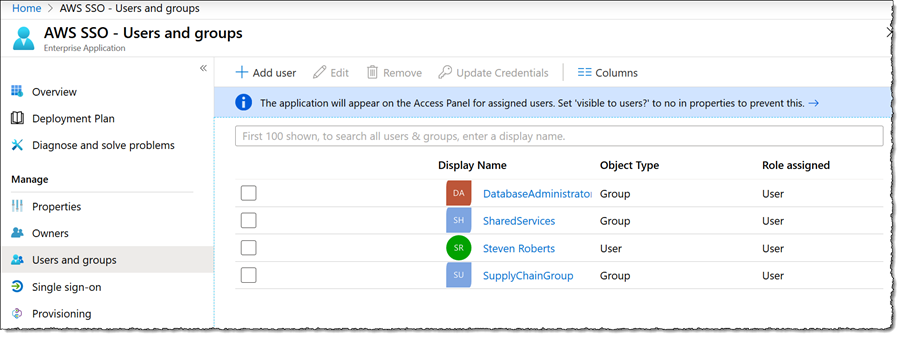 Home > AWS SSO - Users and groups
AWS SSO - Users and groups
Enterprise Application
«
Overview
Deployment Plan
Diagnose and solve problems
Manage
Properties
Owners
Users and groups
Single sign-on
Provisioning
+ Add user Edit Remove Update Credentials Columns
The application will appear on the Access Panel for assigned users. Set 'visible to users?' to no in properties to prevent this. →
First 100 shown, to search all users & groups, enter a display name.
Display Name Object Type Role assigned
DA DatabaseAdministrator Group User
SH SharedServices Group User
SR Steven Roberts User User
SU SupplyChainGroup Group User